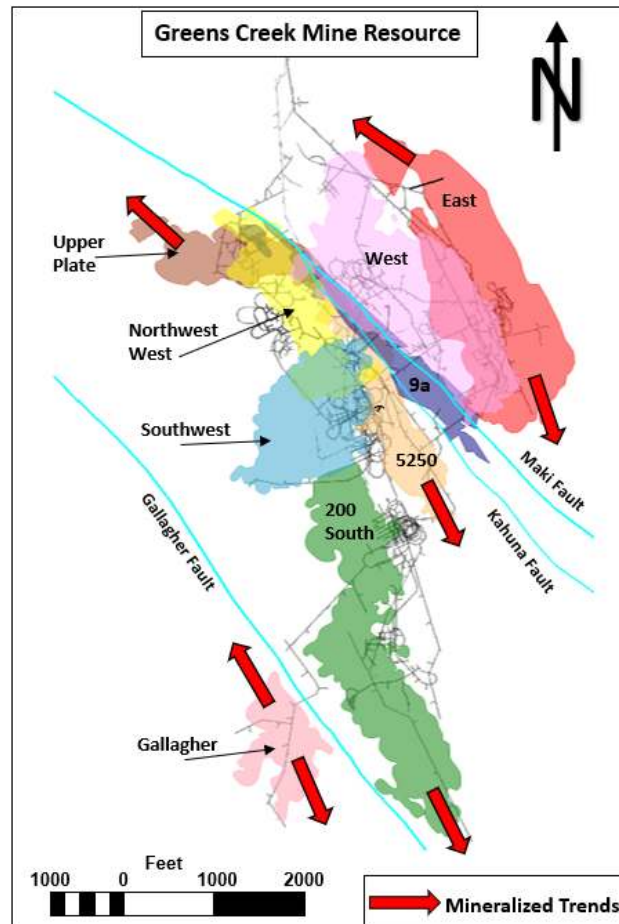 Greens Creek Mine Resource
N
East
Upper
Plate
West
Northwest
West
9a
Southwest
5250
Maki Fault
Kahuna Fault
200
South
Gallagher Fault
Gallagher
Feet
1000 0 1000 2000
Mineralized Trends